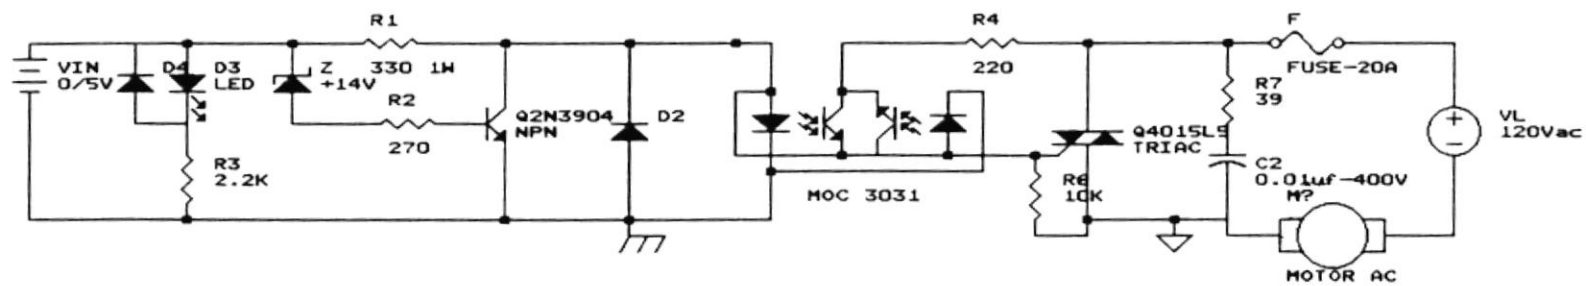 R1
330 1W
VIN
0/5V
D4
D3
LED
Z
+14V
R2
270
Q2N3904
NPN
D2
R3
2.2K
MOC 3031
R4
220
F
FUSE-20A
R7
39
Q4015L5
TRIAC
R6
10K
C2
0.01uf-400V
M?
MOTOR AC
VL
120Vac